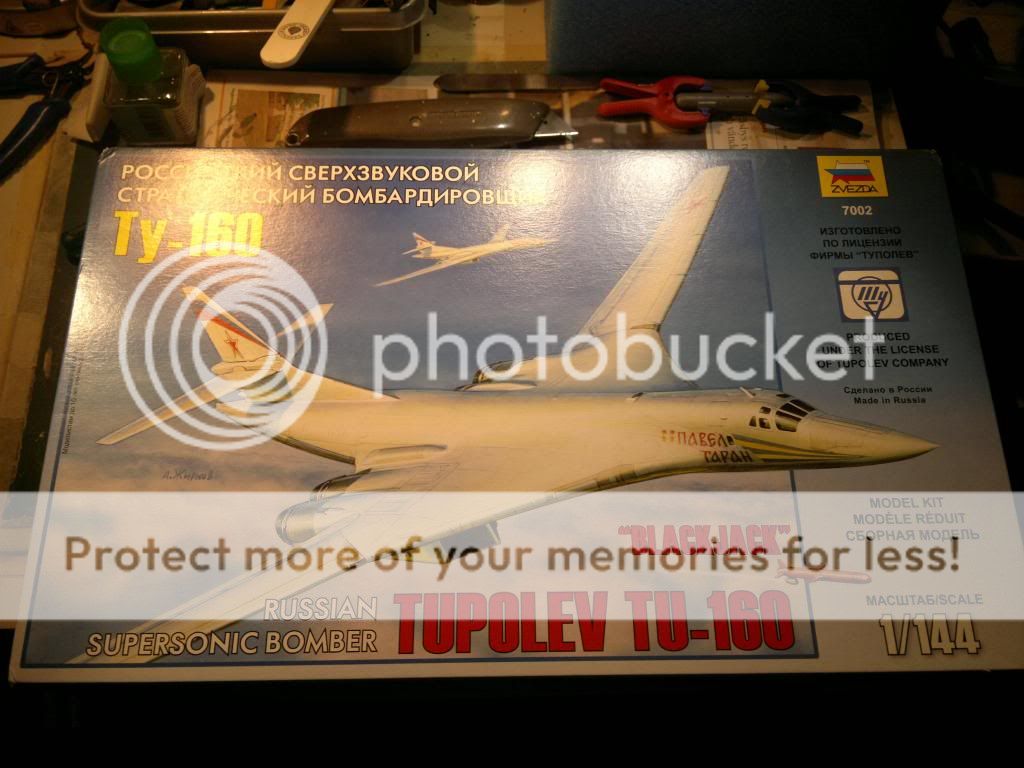 РОССИЙСКИЙ СВЕРХЗВУКОВОЙ
СТРАТЕГИЧЕСКИЙ БОМБАРДИРОВЩИК
Ту-160
ZVEZDA
7002
ИЗГОТОВЛЕНО
ПО ЛИЦЕНЗИИ
ФИРМЫ "ТУПОЛЕВ"
Ту
PRODUCED
UNDER THE LICENSE
OF TUPOLEV COMPANY
Сделано в России
Made in Russia
photobucket
ПАВЕЛ
ТАРАН
MODEL KIT
MODÈLE RÉDUIT
СБОРНАЯ МОДЕЛЬ
"BLACKJACK"
Protect more of your memories for less!
RUSSIAN
SUPERSONIC BOMBER
TUPOLEV TU-160
МАСШТАБ/SCALE
1/144